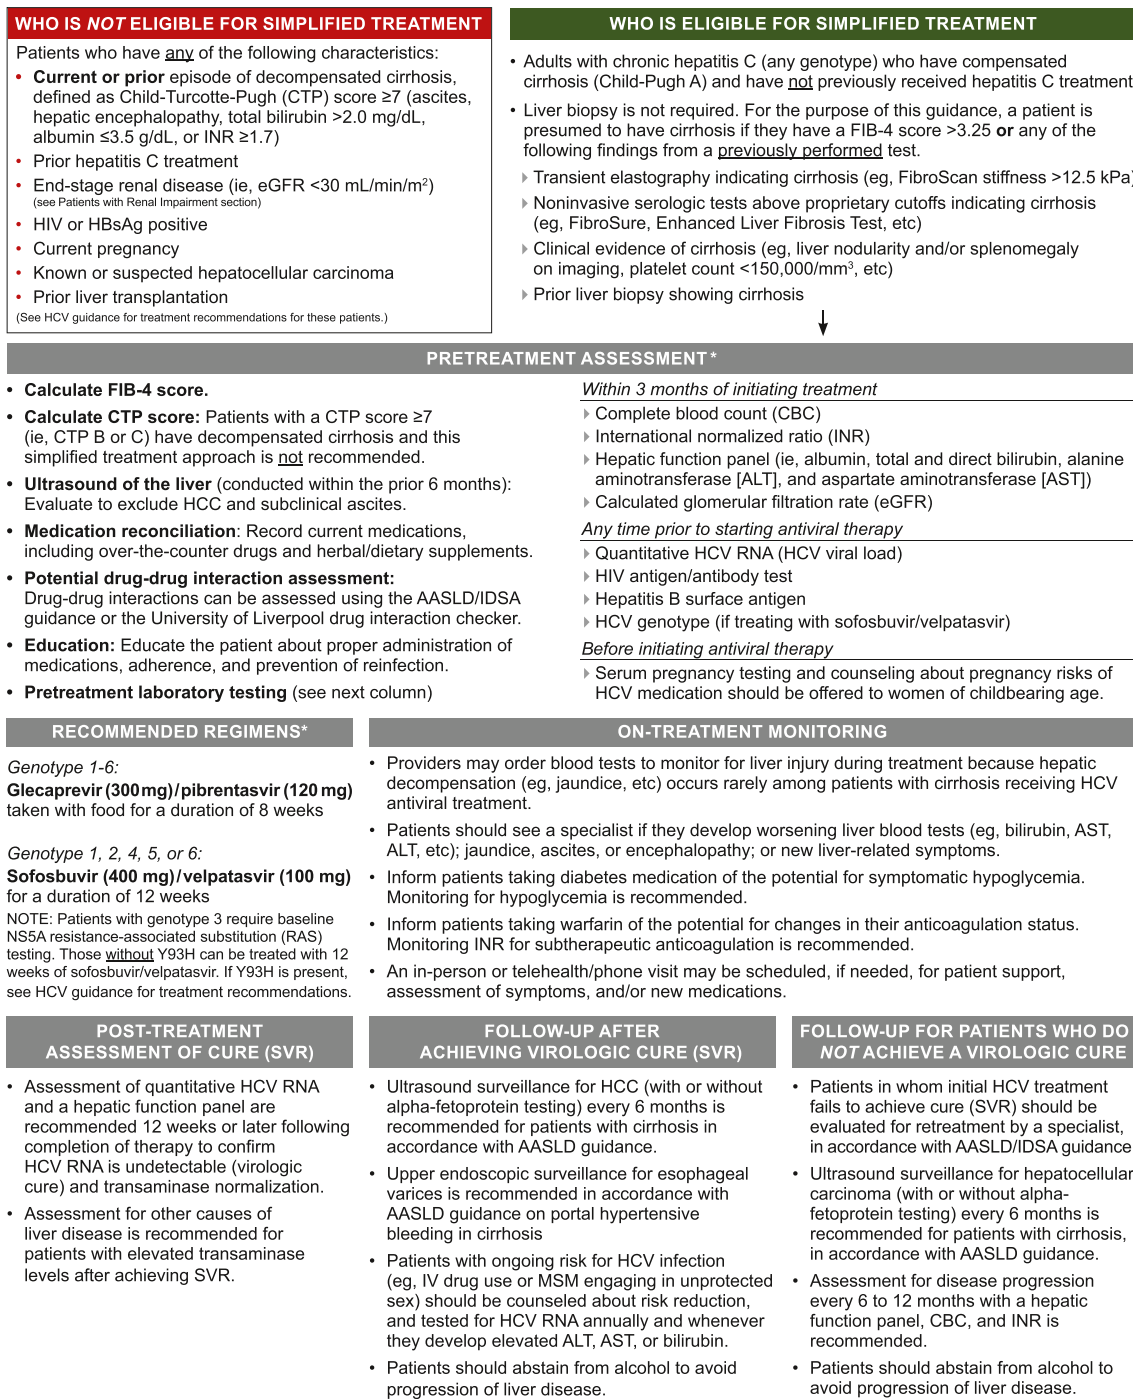 WHO IS NOT ELIGIBLE FOR SIMPLIFIED TREATMENT
Patients who have any of the following characteristics:
• Current or prior episode of decompensated cirrhosis,
defined as Child-Turcotte-Pugh (CTP) score ≥7 (ascites,
hepatic encephalopathy, total bilirubin >2.0 mg/dL,
albumin ≤3.5 g/dL, or INR ≥1.7)
• Prior hepatitis C treatment
• End-stage renal disease (ie, eGFR <30 mL/min/m²)
(see Patients with Renal Impairment section)
• HIV or HBsAg positive
• Current pregnancy
• Known or suspected hepatocellular carcinoma
• Prior liver transplantation
(See HCV guidance for treatment recommendations for these patients.)
WHO IS ELIGIBLE FOR SIMPLIFIED TREATMENT
• Adults with chronic hepatitis C (any genotype) who have compensated
cirrhosis (Child-Pugh A) and have not previously received hepatitis C treatment
• Liver biopsy is not required. For the purpose of this guidance, a patient is
presumed to have cirrhosis if they have a FIB-4 score >3.25 or any of the
following findings from a previously performed test.
Transient elastography indicating cirrhosis (eg, FibroScan stiffness >12.5 kPa)
Noninvasive serologic tests above proprietary cutoffs indicating cirrhosis
(eg, FibroSure, Enhanced Liver Fibrosis Test, etc)
Clinical evidence of cirrhosis (eg, liver nodularity and/or splenomegaly
on imaging, platelet count <150,000/mm³, etc)
Prior liver biopsy showing cirrhosis
PRETREATMENT ASSESSMENT*
• Calculate FIB-4 score.
• Calculate CTP score: Patients with a CTP score ≥7
(ie, CTP B or C) have decompensated cirrhosis and this
simplified treatment approach is not recommended.
• Ultrasound of the liver (conducted within the prior 6 months):
Evaluate to exclude HCC and subclinical ascites.
• Medication reconciliation: Record current medications,
including over-the-counter drugs and herbal/dietary supplements.
• Potential drug-drug interaction assessment:
Drug-drug interactions can be assessed using the AASLD/IDSA
guidance or the University of Liverpool drug interaction checker.
• Education: Educate the patient about proper administration of
medications, adherence, and prevention of reinfection.
• Pretreatment laboratory testing (see next column)
Within 3 months of initiating treatment
Complete blood count (CBC)
International normalized ratio (INR)
Hepatic function panel (ie, albumin, total and direct bilirubin, alanine
aminotransferase [ALT], and aspartate aminotransferase [AST])
Calculated glomerular filtration rate (eGFR)
Any time prior to starting antiviral therapy
Quantitative HCV RNA (HCV viral load)
HIV antigen/antibody test
Hepatitis B surface antigen
HCV genotype (if treating with sofosbuvir/velpatasvir)
Before initiating antiviral therapy
Serum pregnancy testing and counseling about pregnancy risks of
HCV medication should be offered to women of childbearing age.
RECOMMENDED REGIMENS*
Genotype 1-6:
Glecaprevir (300 mg)/pibrentasvir (120 mg)
taken with food for a duration of 8 weeks
Genotype 1, 2, 4, 5, or 6:
Sofosbuvir (400 mg)/velpatasvir (100 mg)
for a duration of 12 weeks
NOTE: Patients with genotype 3 require baseline
NS5A resistance-associated substitution (RAS)
testing. Those without Y93H can be treated with 12
weeks of sofosbuvir/velpatasvir. If Y93H is present,
see HCV guidance for treatment recommendations.
ON-TREATMENT MONITORING
• Providers may order blood tests to monitor for liver injury during treatment because hepatic
decompensation (eg, jaundice, etc) occurs rarely among patients with cirrhosis receiving HCV
antiviral treatment.
• Patients should see a specialist if they develop worsening liver blood tests (eg, bilirubin, AST,
ALT, etc); jaundice, ascites, or encephalopathy; or new liver-related symptoms.
• Inform patients taking diabetes medication of the potential for symptomatic hypoglycemia.
Monitoring for hypoglycemia is recommended.
• Inform patients taking warfarin of the potential for changes in their anticoagulation status.
Monitoring INR for subtherapeutic anticoagulation is recommended.
• An in-person or telehealth/phone visit may be scheduled, if needed, for patient support,
assessment of symptoms, and/or new medications.
POST-TREATMENT
ASSESSMENT OF CURE (SVR)
• Assessment of quantitative HCV RNA
and a hepatic function panel are
recommended 12 weeks or later following
completion of therapy to confirm
HCV RNA is undetectable (virologic
cure) and transaminase normalization.
• Assessment for other causes of
liver disease is recommended for
patients with elevated transaminase
levels after achieving SVR.
FOLLOW-UP AFTER
ACHIEVING VIROLOGIC CURE (SVR)
• Ultrasound surveillance for HCC (with or without
alpha-fetoprotein testing) every 6 months is
recommended for patients with cirrhosis in
accordance with AASLD guidance.
• Upper endoscopic surveillance for esophageal
varices is recommended in accordance with
AASLD guidance on portal hypertensive
bleeding in cirrhosis
• Patients with ongoing risk for HCV infection
(eg, IV drug use or MSM engaging in unprotected
sex) should be counseled about risk reduction,
and tested for HCV RNA annually and whenever
they develop elevated ALT, AST, or bilirubin.
• Patients should abstain from alcohol to avoid
progression of liver disease.
FOLLOW-UP FOR PATIENTS WHO DO
NOT ACHIEVE A VIROLOGIC CURE
• Patients in whom initial HCV treatment
fails to achieve cure (SVR) should be
evaluated for retreatment by a specialist,
in accordance with AASLD/IDSA guidance
• Ultrasound surveillance for hepatocellular
carcinoma (with or without alpha-
fetoprotein testing) every 6 months is
recommended for patients with cirrhosis,
in accordance with AASLD guidance.
• Assessment for disease progression
every 6 to 12 months with a hepatic
function panel, CBC, and INR is
recommended.
• Patients should abstain from alcohol to
avoid progression of liver disease.